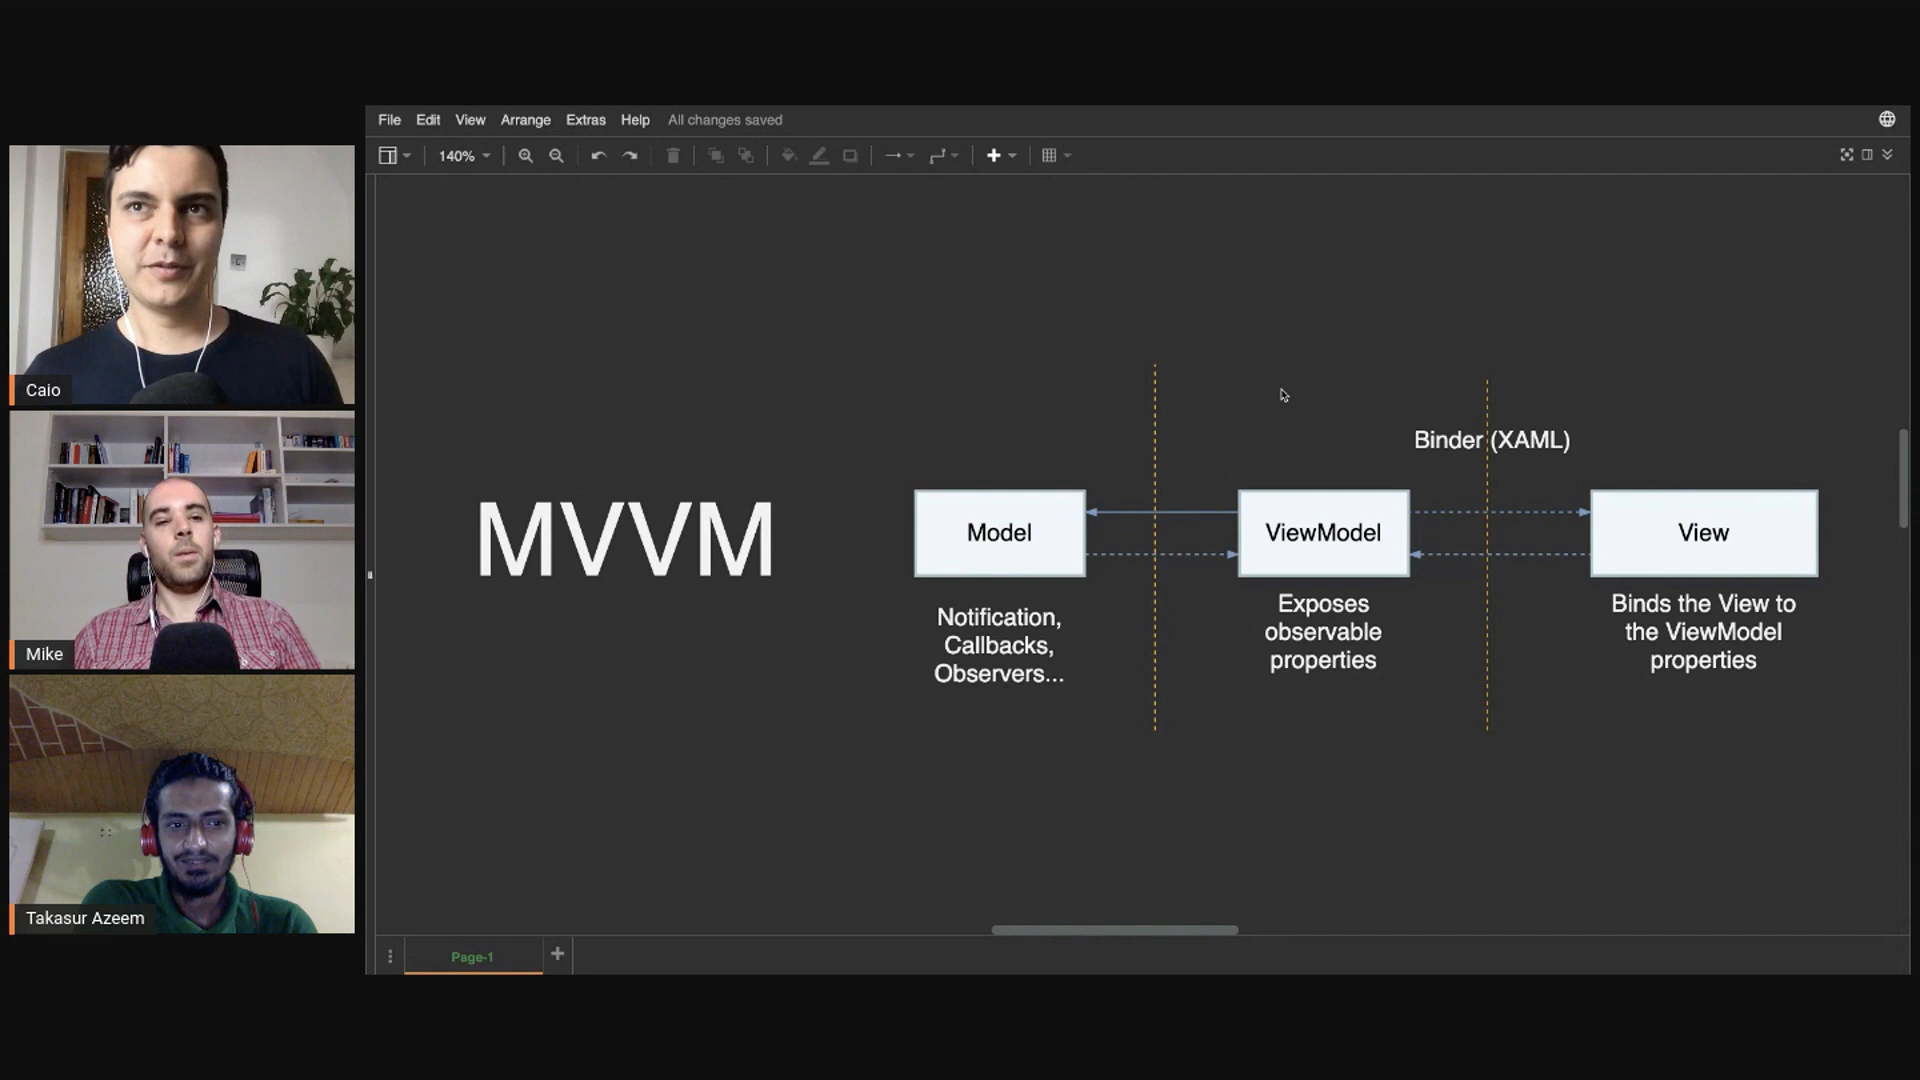 File Edit View Arrange Extras Help All changes saved
140%
Caio
Mike
Takasur Azeem
MVVM
Binder (XAML)
Model
ViewModel
View
Notification,
Callbacks,
Observers...
Exposes
observable
properties
Binds the View to
the ViewModel
properties
Page-1